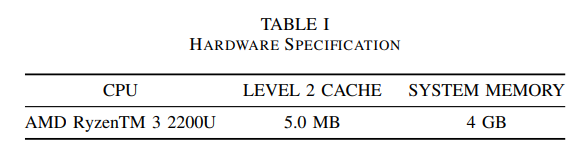 TABLE I
HARDWARE SPECIFICATION
CPU LEVEL 2 CACHE SYSTEM MEMORY
AMD RyzenTM 3 2200U 5.0 MB 4 GB